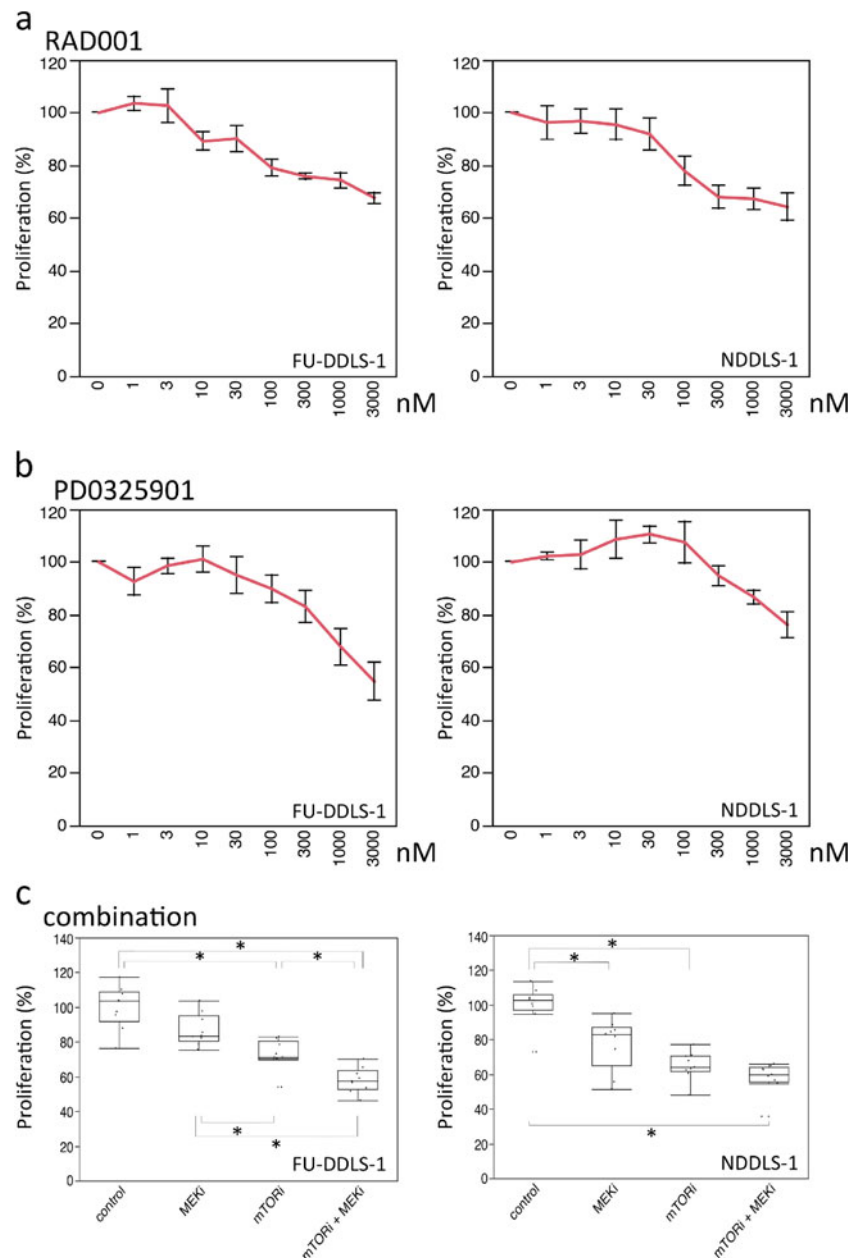 a
RAD001
120
100
80
60
40
20
0
Proliferation (%)
FU-DDLS-1
0 1 3 10 30 100 300 1000 3000
120
100
80
60
40
20
0
Proliferation (%)
NDDLS-1
0 1 3 10 30 100 300 1000 3000 nM
b
PD0325901
120
100
80
60
40
20
0
Proliferation (%)
FU-DDLS-1
0 1 3 10 30 100 300 1000 3000 nM
120
100
80
60
40
20
0
Proliferation (%)
NDDLS-1
0 1 3 10 30 100 300 1000 3000 nM
c
combination
140
120
100
80
60
40
20
0
Proliferation (%)
* * *
* *
FU-DDLS-1
control MEKi mTORi mTORi + MEKi
140
120
100
80
60
40
20
0
Proliferation (%)
* *
*
NDDLS-1
control MEKi mTORi mTORi + MEKi